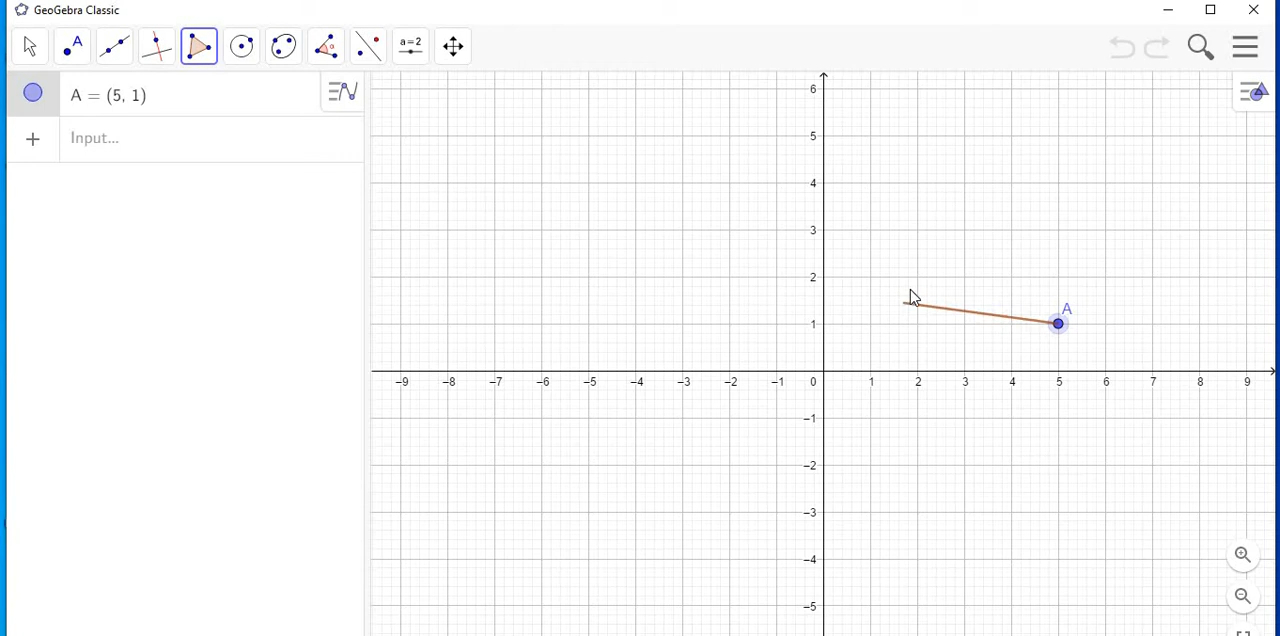 GeoGebra Classic
A
α
a=2
A = (5, 1)
Input...
A
6
5
4
3
2
1
−9 −8 −7 −6 −5 −4 −3 −2 −1 0 1 2 3 4 5 6 7 8 9
−1
−2
−3
−4
−5